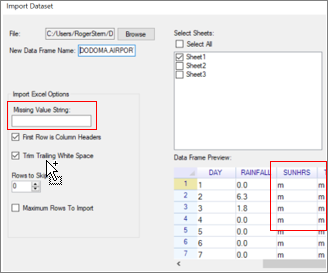 Import Dataset
File: C:/Users/RogerStern/D Browse
New Data Frame Name: DODOMA.AIRPOR
Select Sheets:
Select All
Sheet1
Sheet2
Sheet3
Import Excel Options
Missing Value String:
First Row is Column Headers
Trim Trailing White Space
Rows to Sk
0
Maximum Rows To Import
Data Frame Preview:
DAY RAINFALL SUNHRS
1 1 0.0 m m
2 2 6.3 m m
3 3 1.8 m m
4 4 0.0 m m
5 5 0.0 m m
6 6 0.0 m m
7 7 0.0 m m